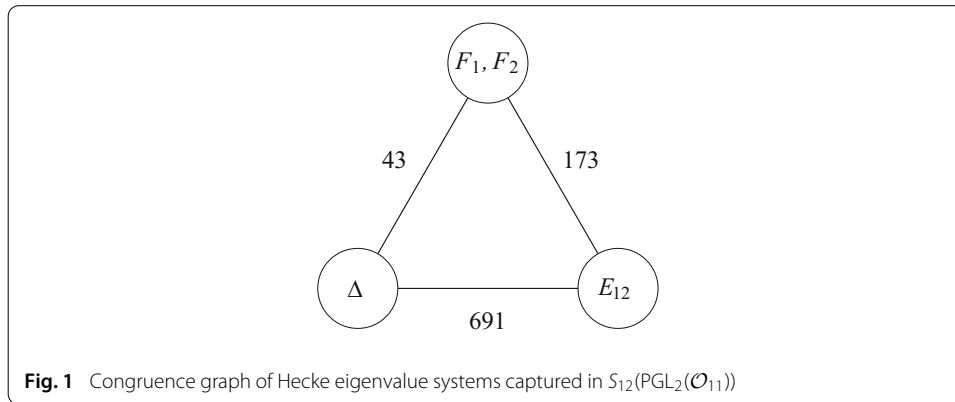 F₁, F₂
43
173
Δ
E₁₂
691
Fig. 1 Congruence graph of Hecke eigenvalue systems captured in S₁₂(PGL₂(𝒪₁₁))